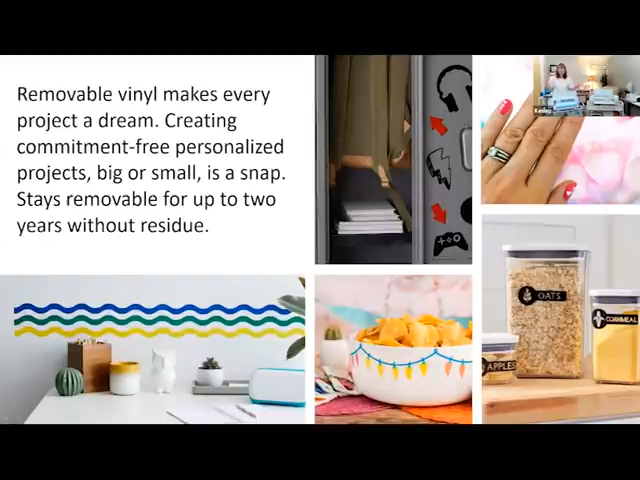 Removable vinyl makes every
project a dream. Creating
commitment-free personalized
projects, big or small, is a snap.
Stays removable for up to two
years without residue.
Kesley
OATS
CORNMEAL
APPLES